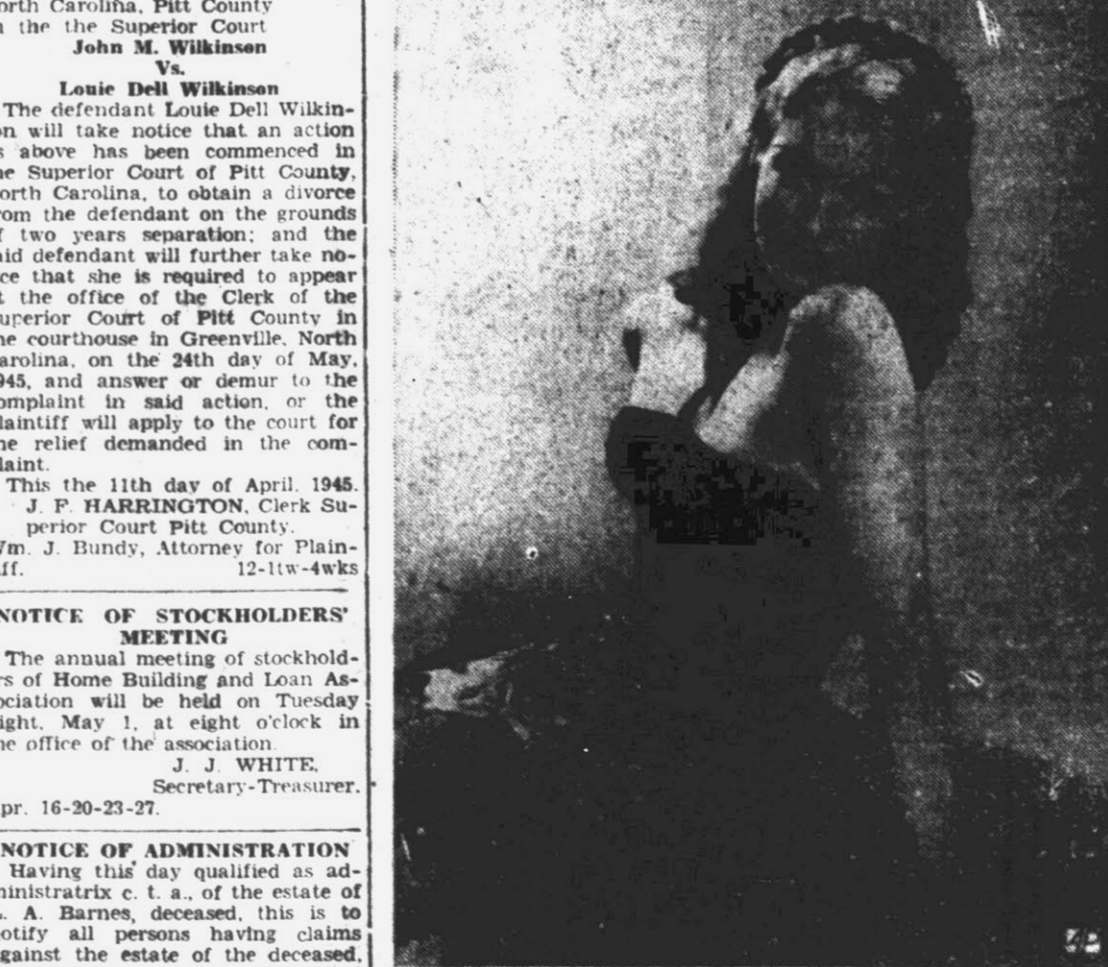 orth Carolina, Pitt County
n the the Superior Court
John M. Wilkinson
Vs.
Louie Dell Wilkinson
The defendant Louie Dell Wilkin-
on will take notice that an action
s above has been commenced in
he Superior Court of Pitt County,
orth Carolina, to obtain a divorce
rom the defendant on the grounds
f two years separation; and the
aid defendant will further take no-
ice that she is required to appear
t the office of the Clerk of the
uperior Court of Pitt County in
he courthouse in Greenville, North
arolina, on the 24th day of May,
945, and answer or demur to the
omplaint in said action, or the
laintiff will apply to the court for
he relief demanded in the com-
laint.
This the 11th day of April, 1945.
J. F. HARRINGTON, Clerk Su-
perior Court Pitt County.
Wm. J. Bundy, Attorney for Plain-
iff. 12-1tw-4wks
NOTICE OF STOCKHOLDERS'
MEETING
The annual meeting of stockhold-
rs of Home Building and Loan As-
ociation will be held on Tuesday
ight, May 1, at eight o'clock in
he office of the association.
J. J. WHITE,
Secretary-Treasurer.
pr. 16-20-23-27.
NOTICE OF ADMINISTRATION
Having this day qualified as ad-
ministratrix c. t. a., of the estate of
. A. Barnes, deceased, this is to
notify all persons having claims
against the estate of the deceased,